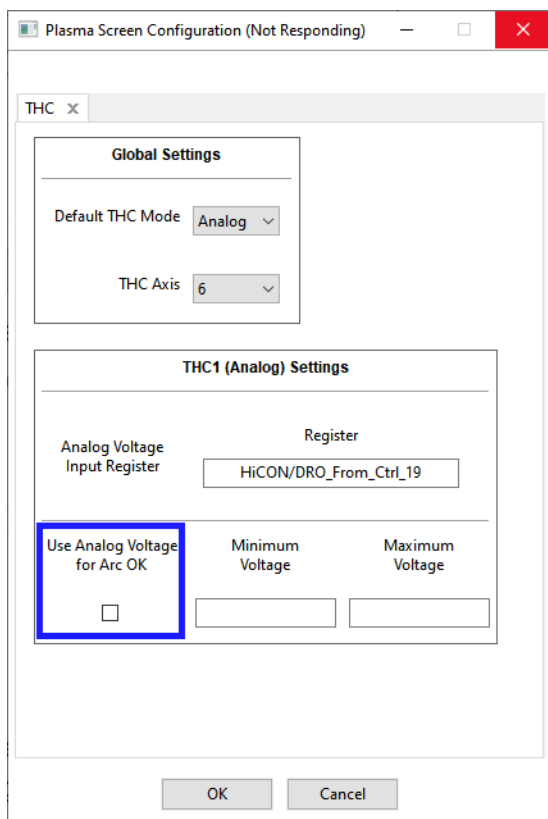 Plasma Screen Configuration (Not Responding)
THC
Global Settings
Default THC Mode
Analog
THC Axis
6
THC1 (Analog) Settings
Register
Analog Voltage
Input Register
HiCON/DRO_From_Ctrl_19
Use Analog Voltage
for Arc OK
Minimum
Voltage
Maximum
Voltage
OK
Cancel